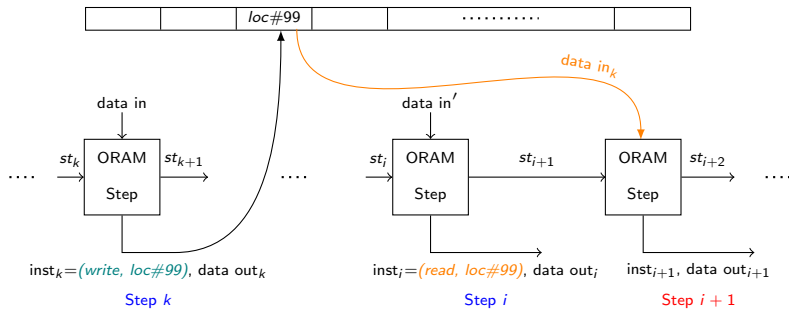 loc#99 ............
data in_k
data in data in′
st_k ORAM Step st_{k+1} .... st_i ORAM Step st_{i+1} ORAM Step st_{i+2}
.... ....
inst_k=(write, loc#99), data out_k inst_i=(read, loc#99), data out_i inst_{i+1}, data out_{i+1}
Step k Step i Step i + 1